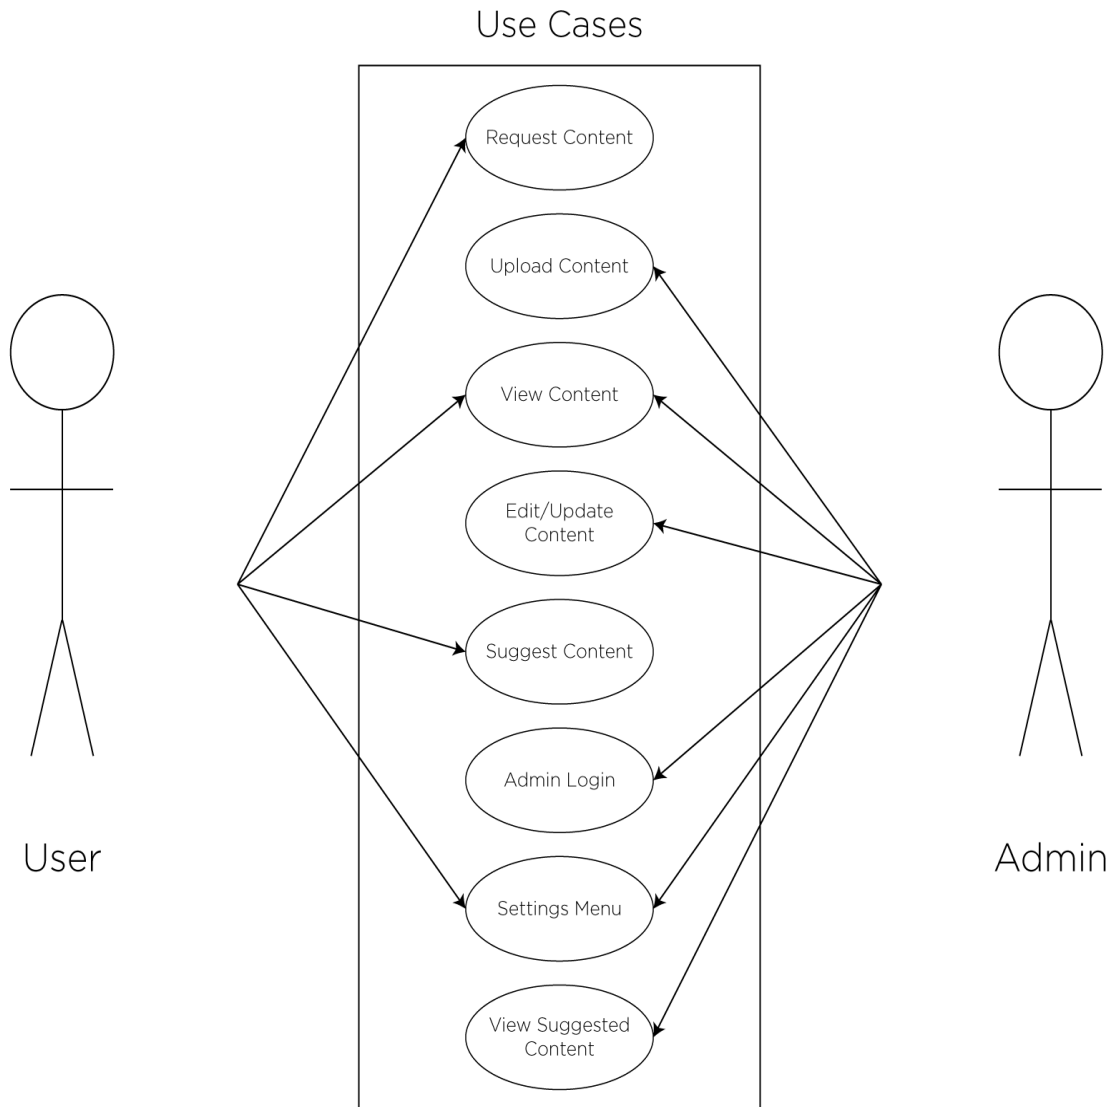 Use Cases
Request Content
Upload Content
View Content
Edit/Update
Content
Suggest Content
Admin Login
Settings Menu
View Suggested
Content
User
Admin